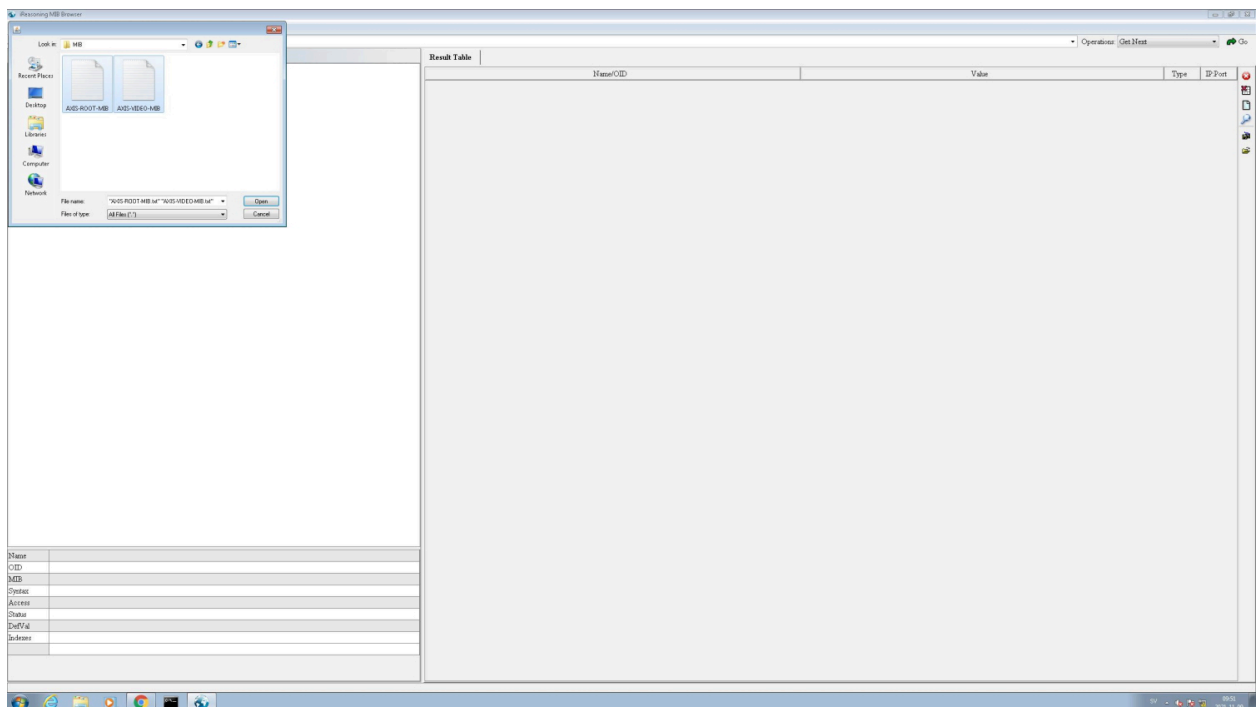 iReasoning MIB Browser
Look in: MIB
Operations: Get Next
Go
Result Table
Name/OID
Value
Type
IP:Port
Recent Places
Desktop
Libraries
Computer
Network
AXIS-ROOT-MIB
AXIS-VIDEO-MIB
File name: "AXIS-ROOT-MIB.txt" "AXIS-VIDEO-MIB.txt"
Open
Files of type: All Files (*.*)
Cancel
Name
OID
MIB
Syntax
Access
Status
DefVal
Indexes
SV